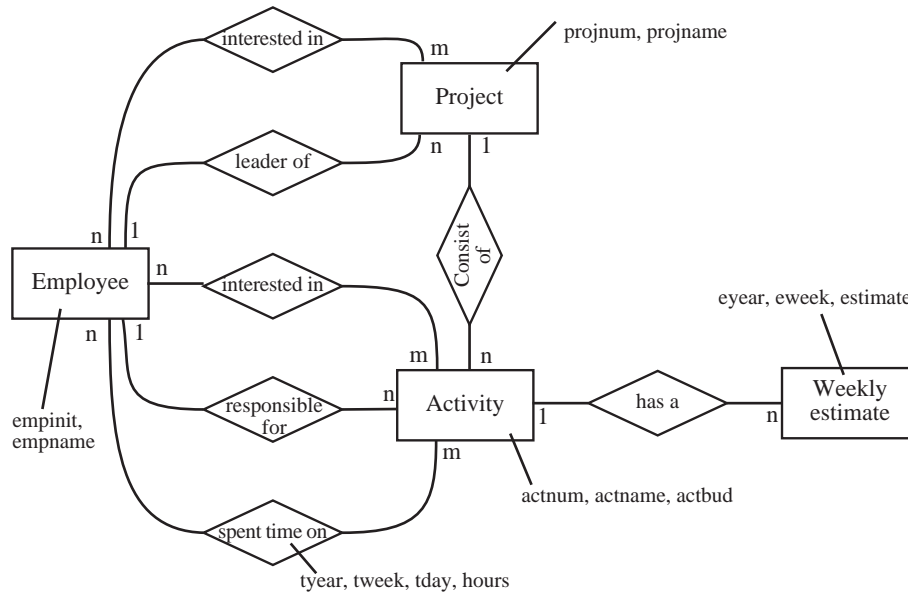 interested in
projnum, projname
m
Project
n
1
leader of
n
1
Consist
of
Employee
n
interested in
eyear, eweek, estimate
n
1
m
n
empinit,
empname
responsible
for
n
Activity
1
has a
n
Weekly
estimate
m
actnum, actname, actbud
spent time on
tyear, tweek, tday, hours